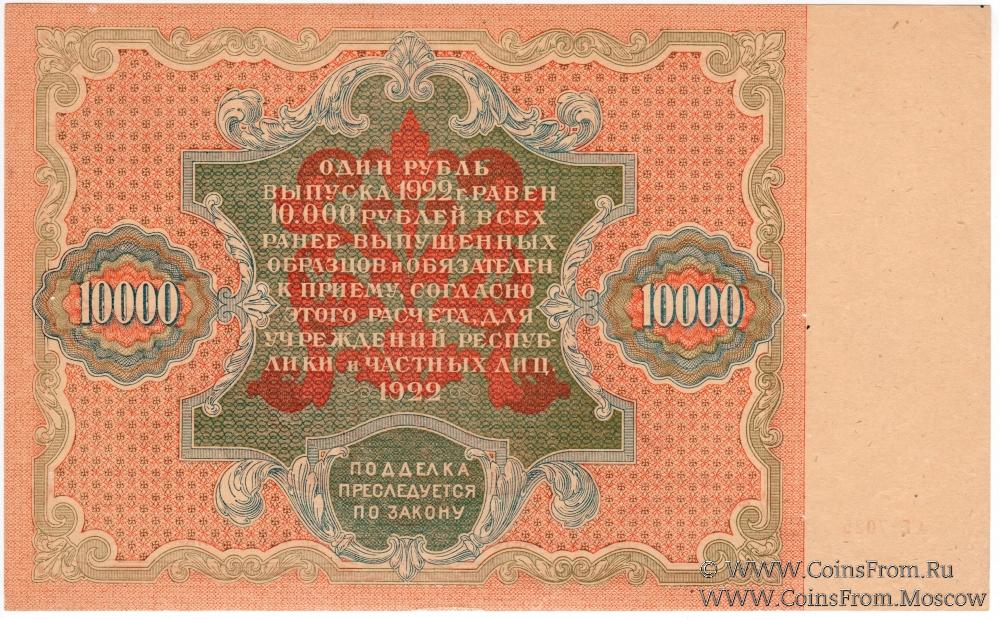 ОДИН РУБЛЬ
ВЫПУСКА 1922 г. РАВЕН
10.000 РУБЛЕЙ ВСЕХ
РАНЕЕ ВЫПУЩЕННЫХ
ОБРАЗЦОВ и ОБЯЗАТЕЛЕН
К ПРИЕМУ, СОГЛАСНО
ЭТОГО РАСЧЕТА, ДЛЯ
УЧРЕЖДЕНИЙ РЕСПУБ-
ЛИКИ и ЧАСТНЫХ ЛИЦ.
1922
10000
10000
ПОДДЕЛКА
ПРЕСЛЕДУЕТСЯ
ПО ЗАКОНУ
© WWW.COINSFROM.RU
WWW.COINSFROM.MOSCOW